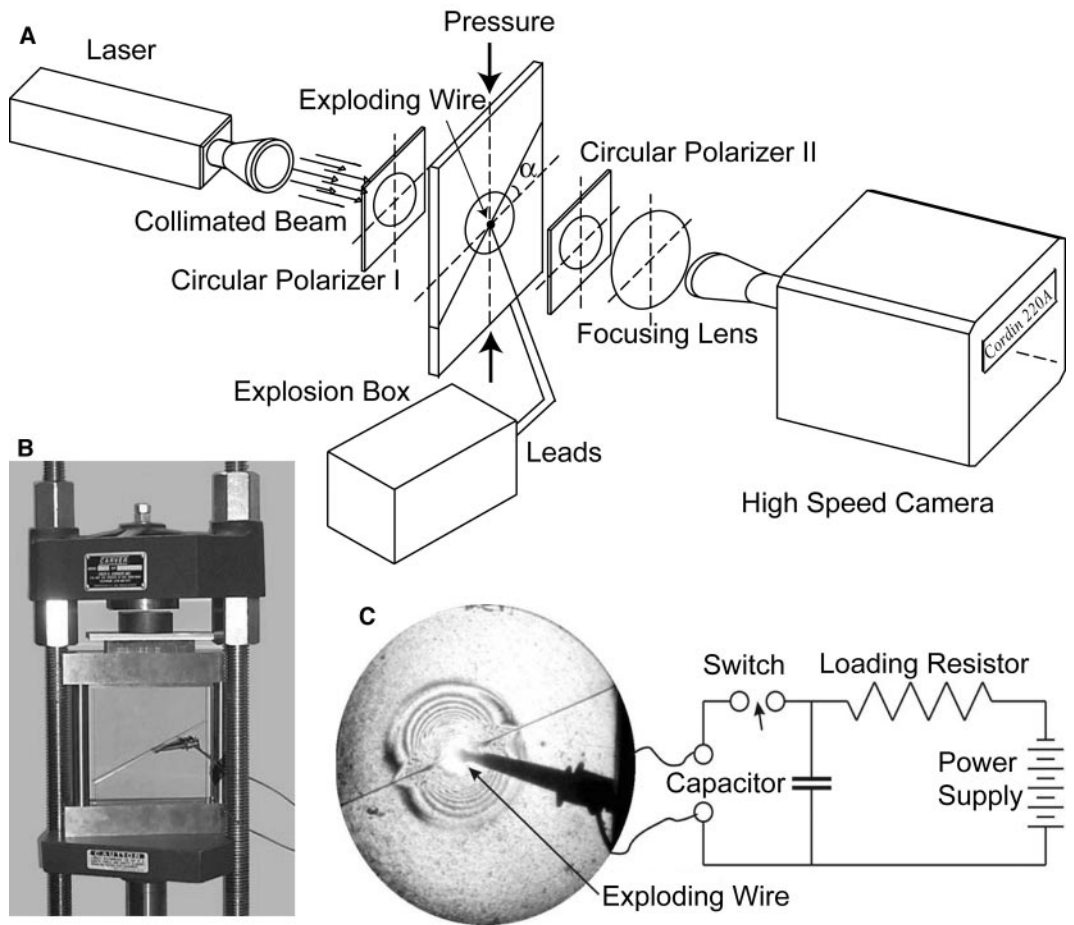 A
Pressure
Laser
Exploding Wire
Circular Polarizer II
α
Collimated Beam
Circular Polarizer I
Cordin 220A
Focusing Lens
Explosion Box
Leads
High Speed Camera
B
CARVER
CAUTION
C
Switch
Loading Resistor
Capacitor
Power
Supply
Exploding Wire